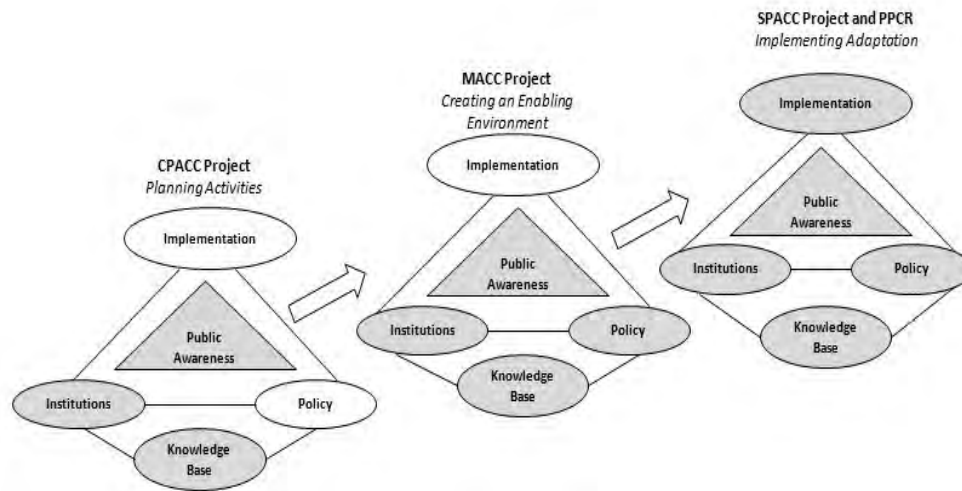 CPACC Project
Planning Activities
Implementation
Public
Awareness
Institutions
Policy
Knowledge
Base
MACC Project
Creating an Enabling
Environment
Implementation
Public
Awareness
Institutions
Policy
Knowledge
Base
SPACC Project and PPCR
Implementing Adaptation
Implementation
Public
Awareness
Institutions
Policy
Knowledge
Base